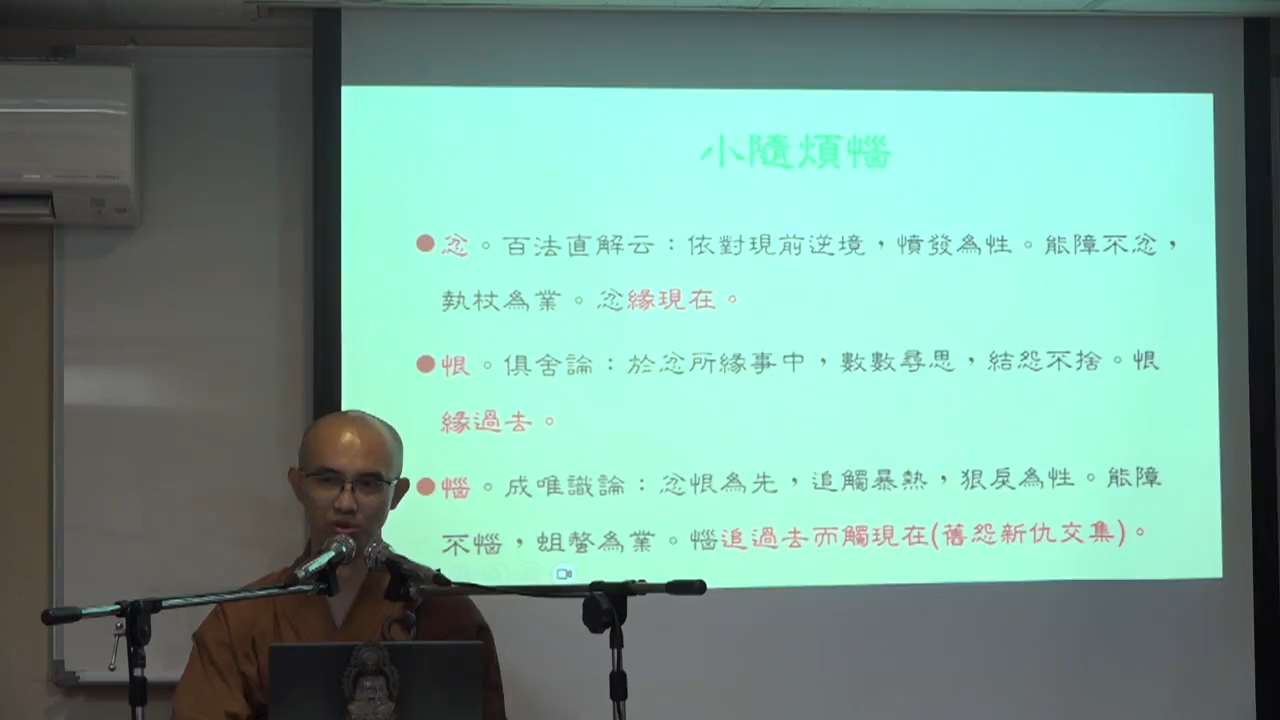 小隨煩惱
忿。百法直解云：依對現前逆境，憤發為性。能障不忿，
執杖為業。忿緣現在。
恨。俱舍論：於忿所緣事中，數數尋思，結怨不捨。恨
緣過去。
惱。成唯識論：忿恨為先，追觸暴熱，狠戾為性。能障
不惱，蛆螫為業。惱追過去而觸現在(舊怨新仇交集)。